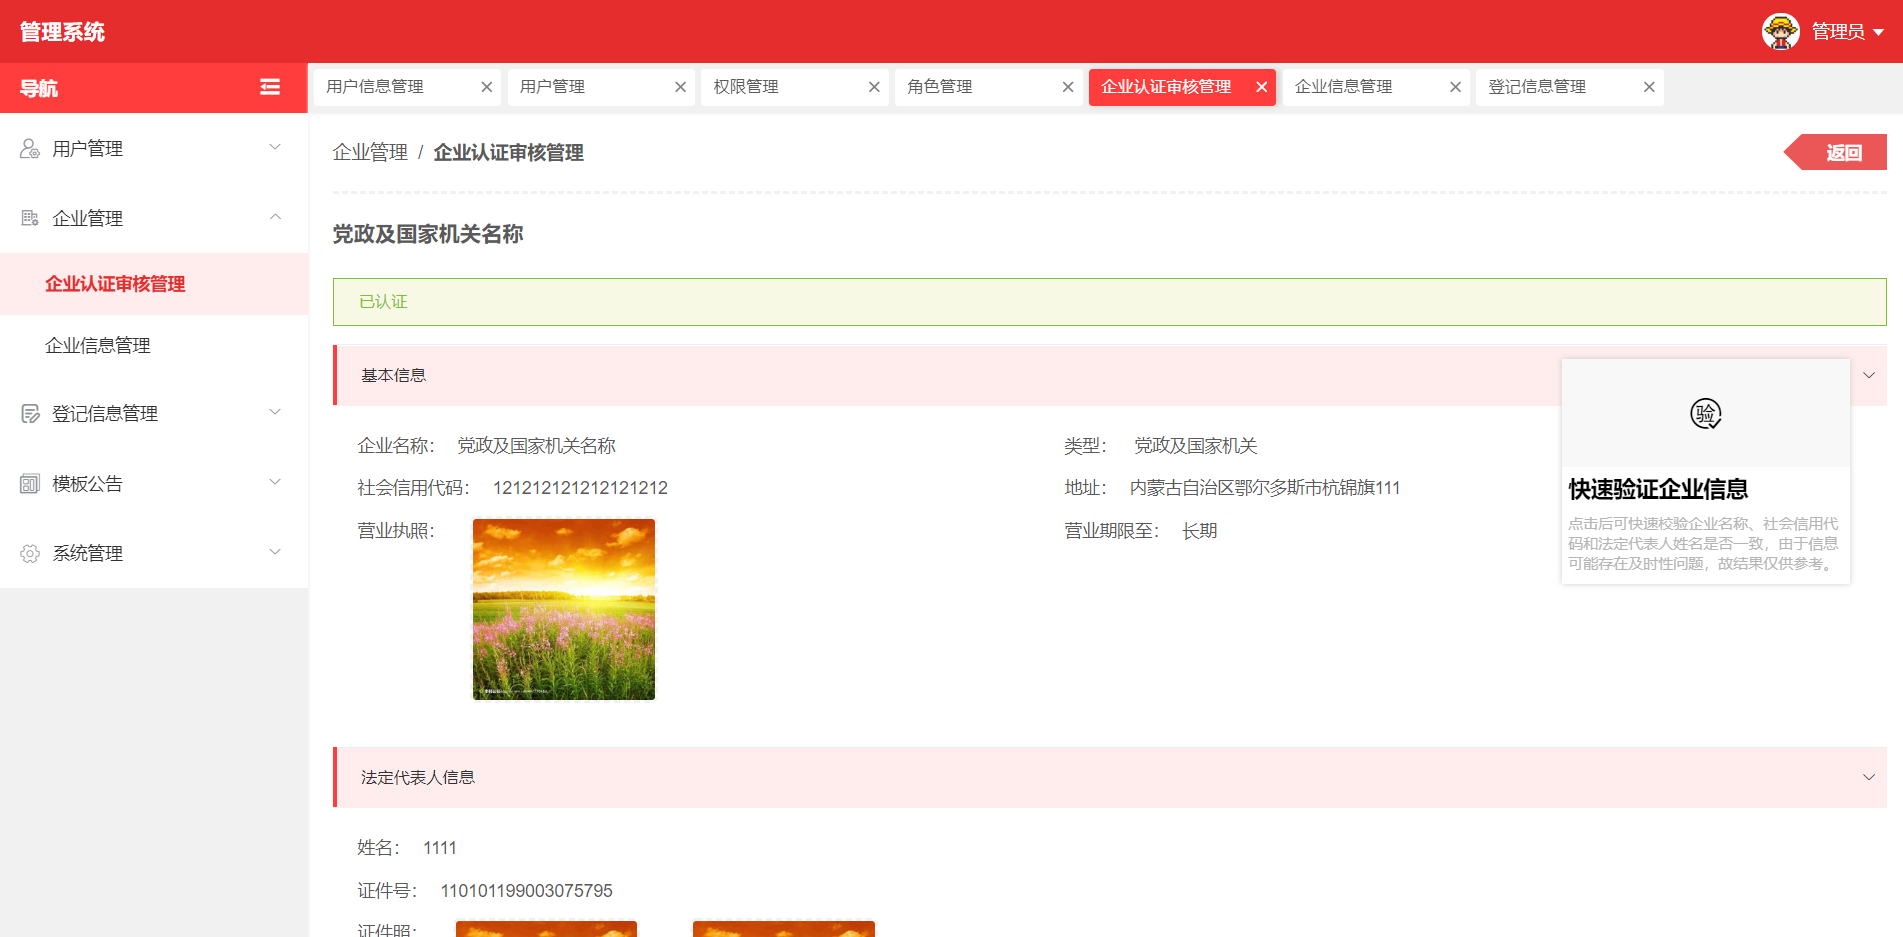 管理系统
管理员
导航
用户信息管理
用户管理
权限管理
角色管理
企业认证审核管理
企业信息管理
登记信息管理
用户管理
企业管理
企业认证审核管理
企业信息管理
登记信息管理
模板公告
系统管理
企业管理 / 企业认证审核管理
返回
党政及国家机关名称
已认证
基本信息
企业名称： 党政及国家机关名称
类型： 党政及国家机关
社会信用代码： 121212121212121212
地址： 内蒙古自治区鄂尔多斯市杭锦旗111
营业执照：
营业期限至： 长期
验
快速验证企业信息
点击后可快速校验企业名称、社会信用代
码和法定代表人姓名是否一致，由于信息
可能存在及时性问题，故结果仅供参考。
法定代表人信息
姓名： 1111
证件号： 110101199003075795
证件照：